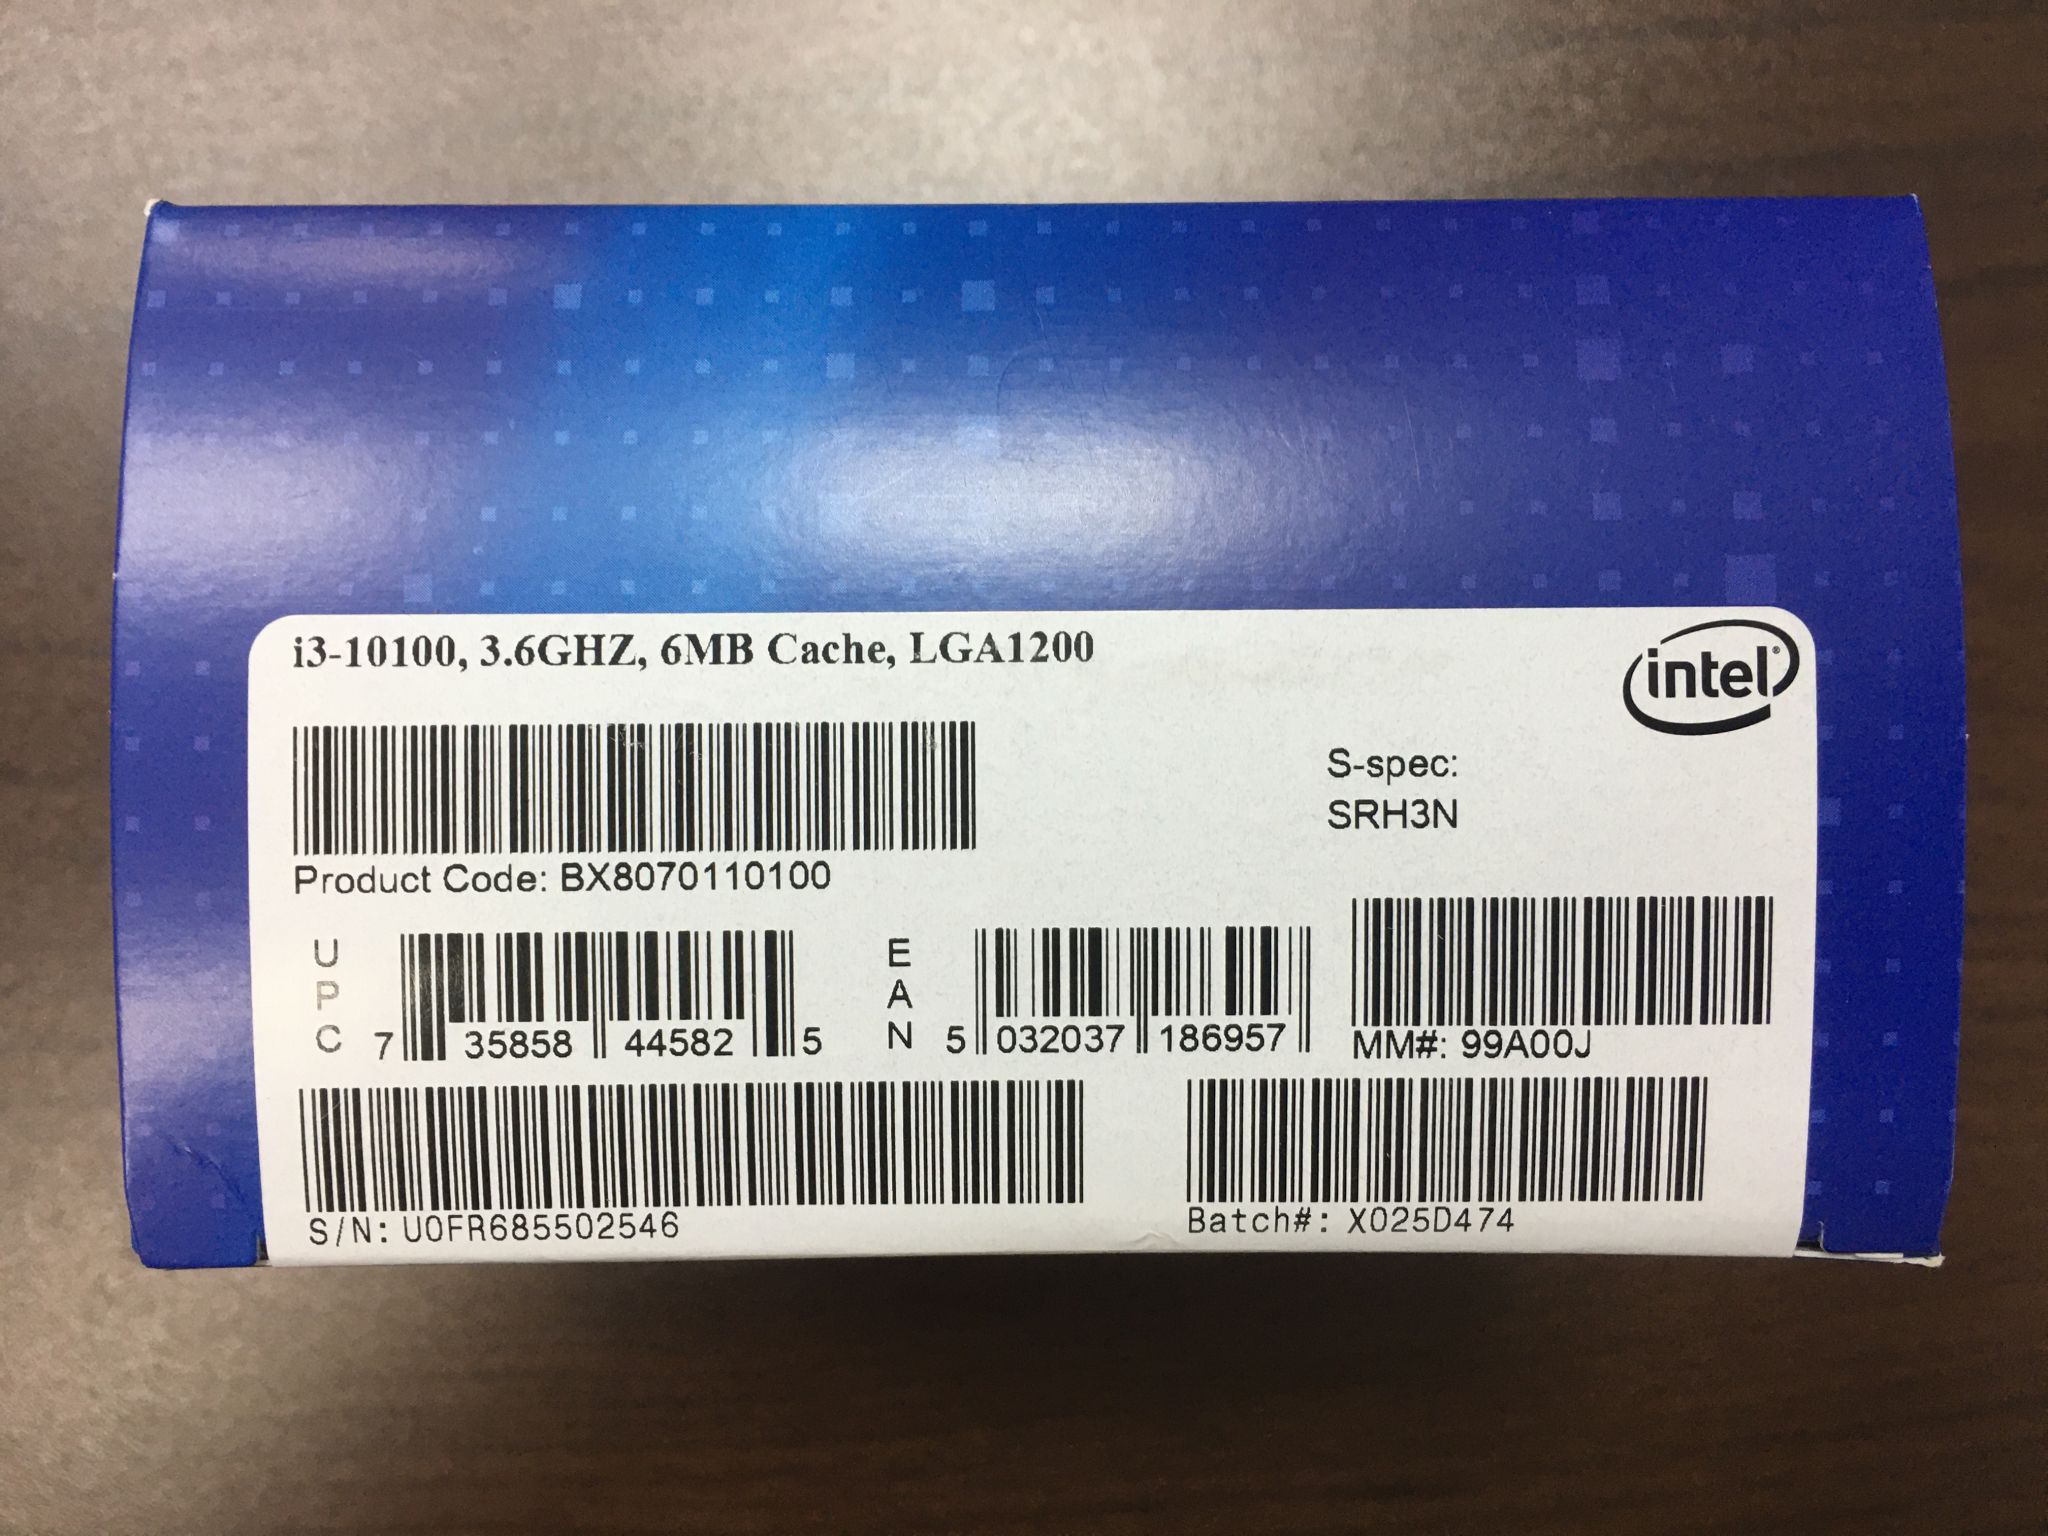 i3-10100, 3.6GHZ, 6MB Cache, LGA1200
intel®
S-spec:
SRH3N
Product Code: BX8070110100
UPC 7 35858 44582 5
EAN 5 032037 186957
MM#: 99A00J
S/N: U0FR685502546
Batch#: X025D474